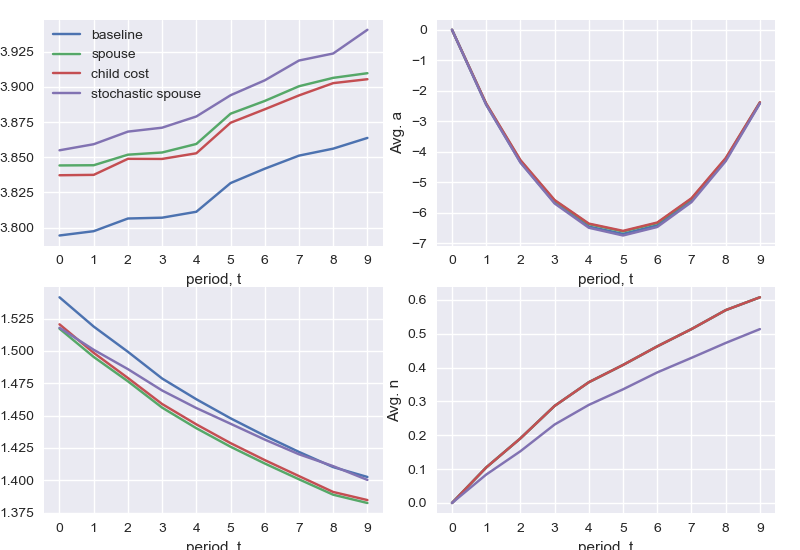 3.925
3.900
3.875
3.850
3.825
3.800
baseline
spouse
child cost
stochastic spouse
0 1 2 3 4 5 6 7 8 9
period, t
Avg. a
0
−1
−2
−3
−4
−5
−6
−7
0 1 2 3 4 5 6 7 8 9
period, t
1.525
1.500
1.475
1.450
1.425
1.400
1.375
0 1 2 3 4 5 6 7 8 9
period, t
Avg. n
0.6
0.5
0.4
0.3
0.2
0.1
0.0
0 1 2 3 4 5 6 7 8 9
period, t